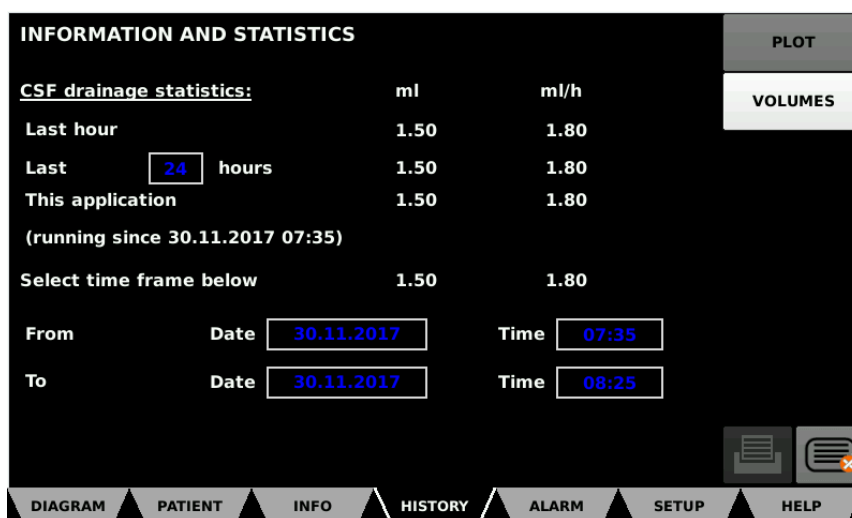 INFORMATION AND STATISTICS
PLOT
VOLUMES
CSF drainage statistics: ml ml/h
Last hour 1.50 1.80
Last 24 hours 1.50 1.80
This application 1.50 1.80
(running since 30.11.2017 07:35)
Select time frame below 1.50 1.80
From Date 30.11.2017 Time 07:35
To Date 30.11.2017 Time 08:25
DIAGRAM PATIENT INFO HISTORY ALARM SETUP HELP